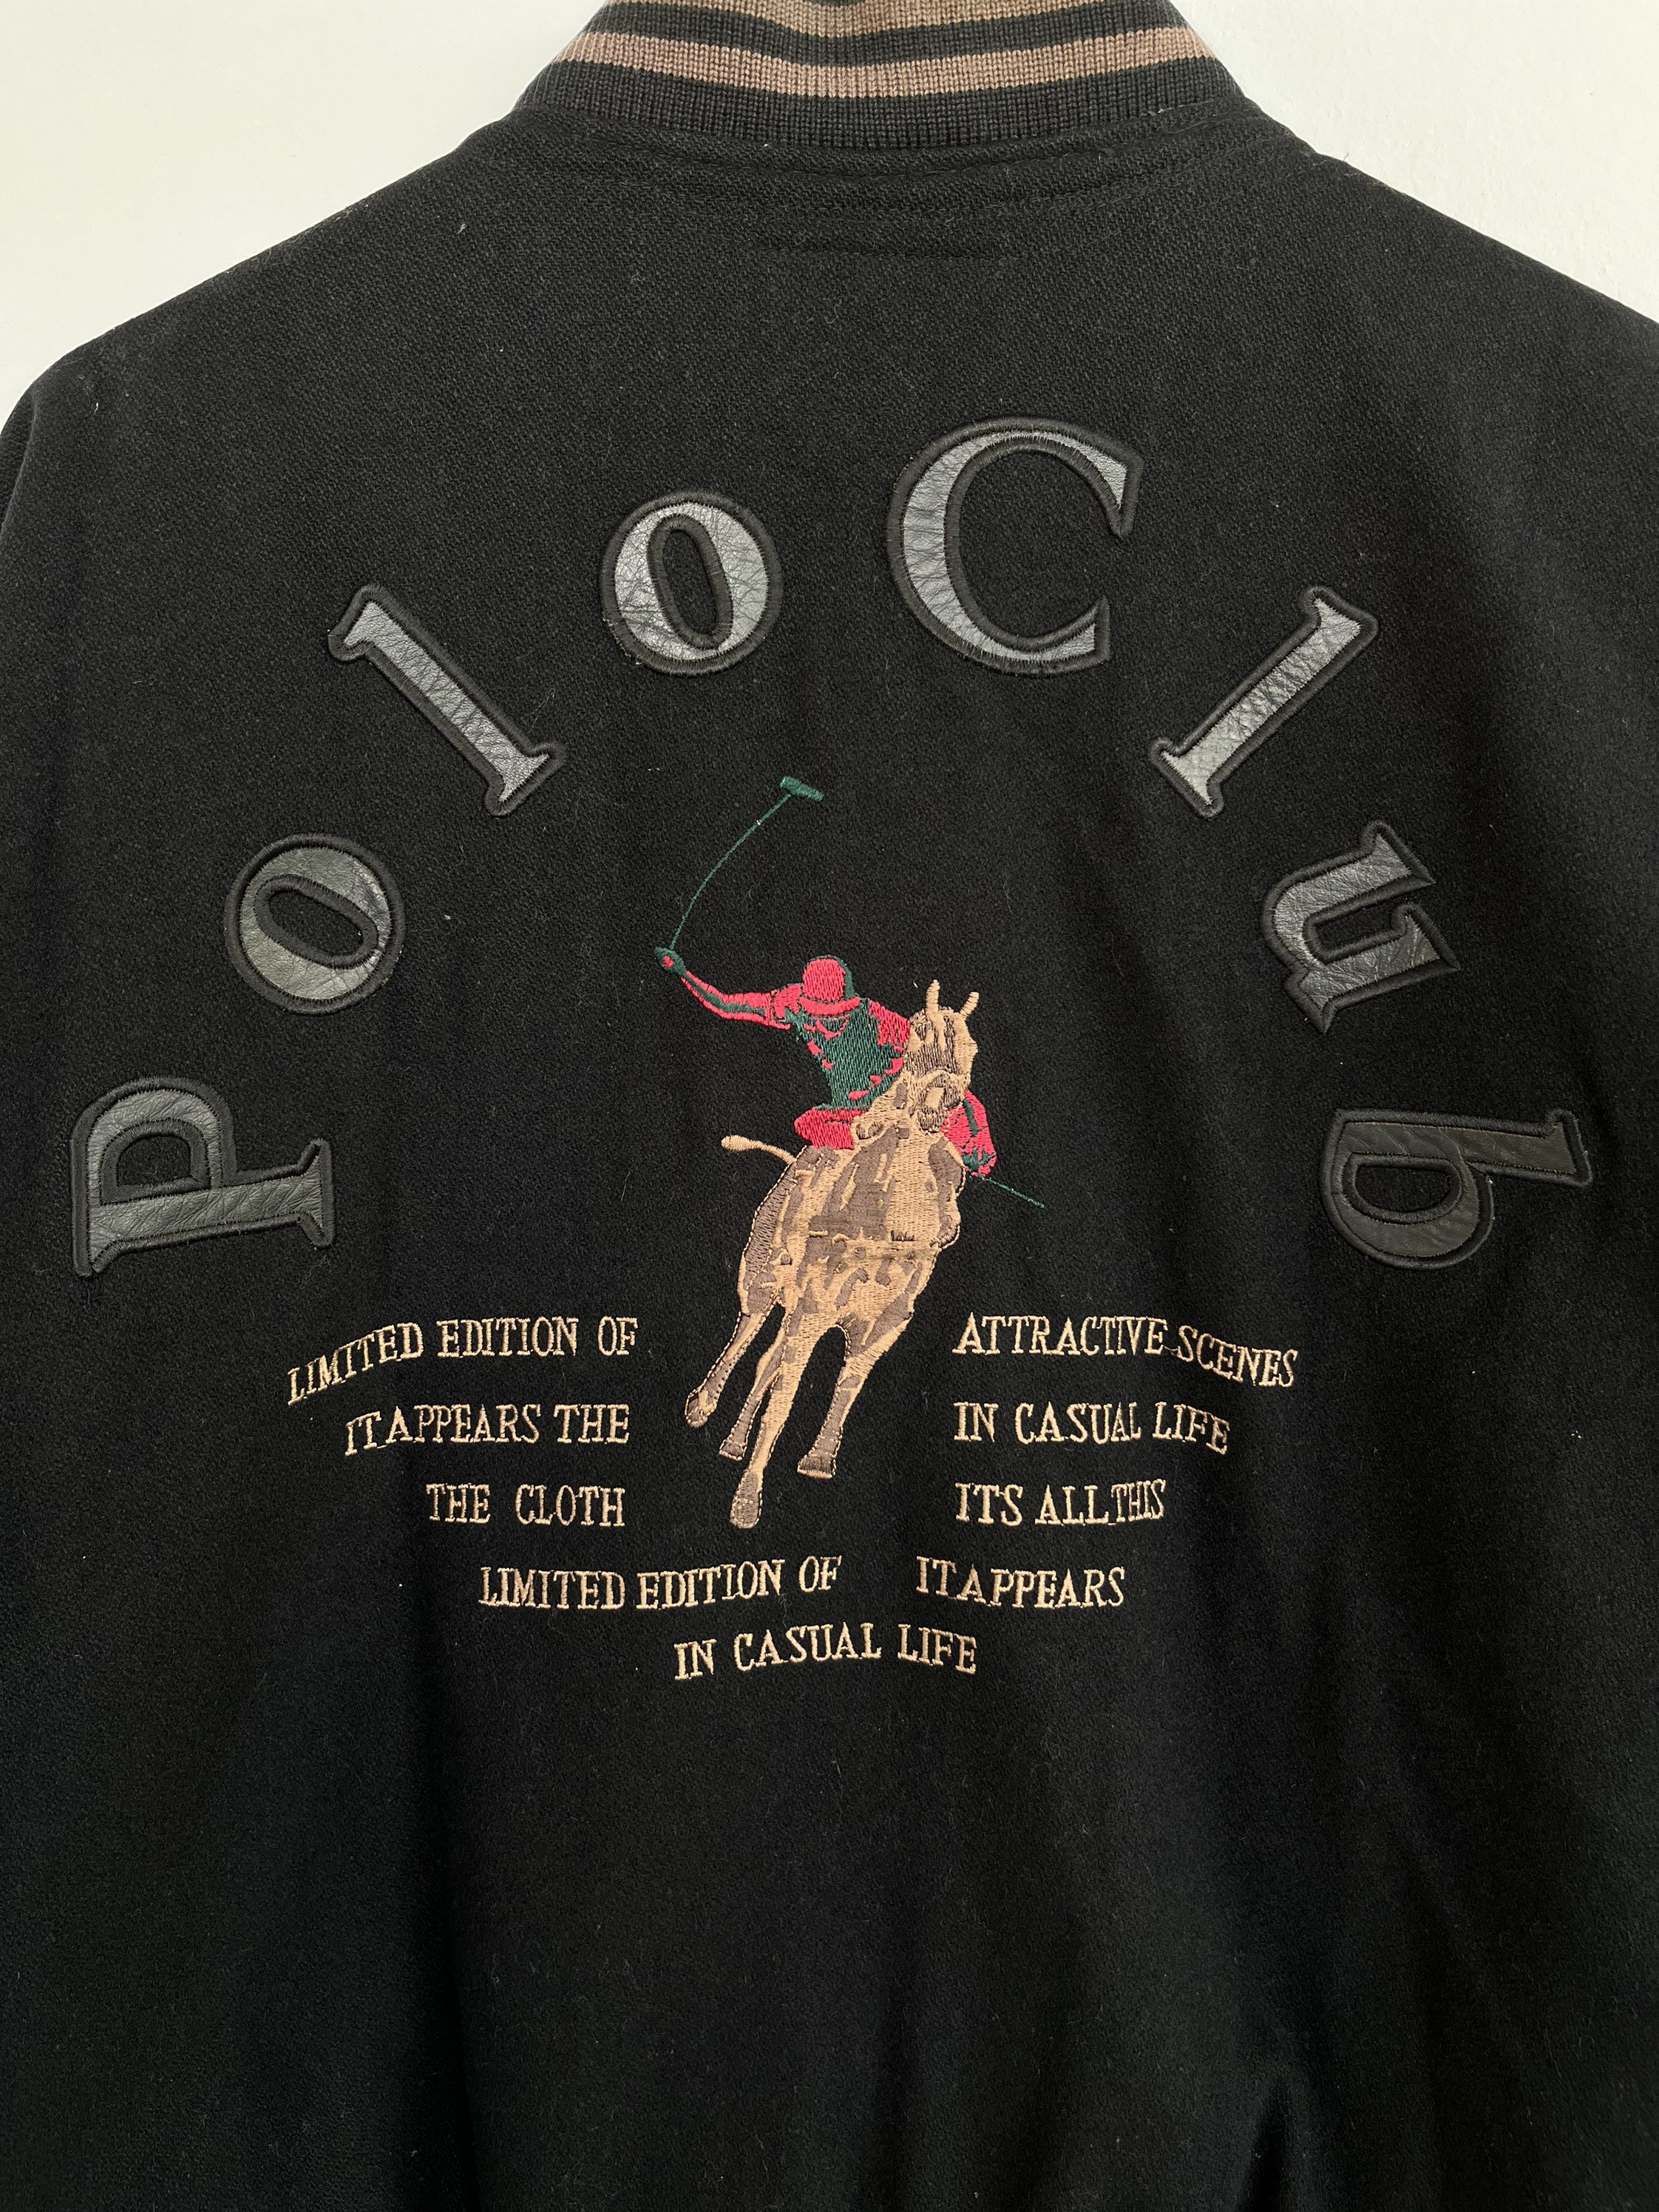 PoloClub
LIMITED EDITION OF ATTRACTIVE SCENES
IT APPEARS THE IN CASUAL LIFE
THE CLOTH ITS ALL THIS
LIMITED EDITION OF IT APPEARS
IN CASUAL LIFE